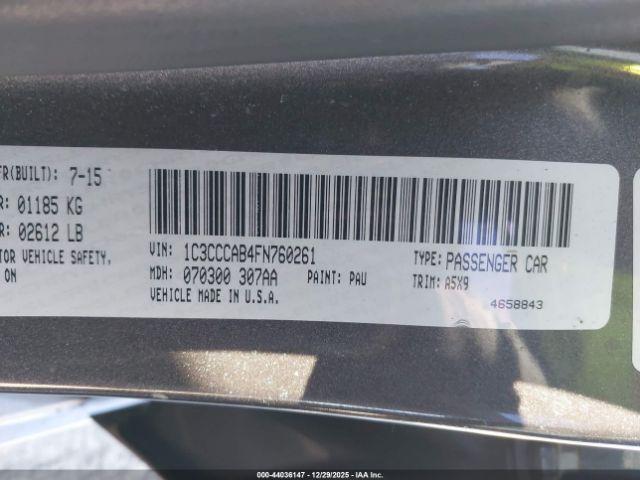 FR(BUILT): 7-15
R: 01185 KG
R: 02612 LB
TOR VEHICLE SAFETY,
ON
VIN: 1C3CCCAB4FN760261 TYPE: PASSENGER CAR
MDH: 070300 307AA PAINT: PAU TRIM: A5X9
VEHICLE MADE IN U.S.A. 4658843
000-44036147 • 12/29/2025 • IAA Inc.